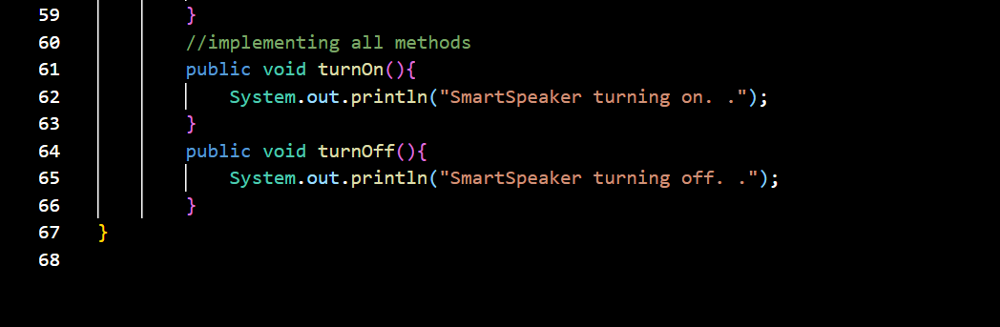 59 }
60 //implementing all methods
61 public void turnOn(){
62 System.out.println("SmartSpeaker turning on. .");
63 }
64 public void turnOff(){
65 System.out.println("SmartSpeaker turning off. .");
66 }
67 }
68